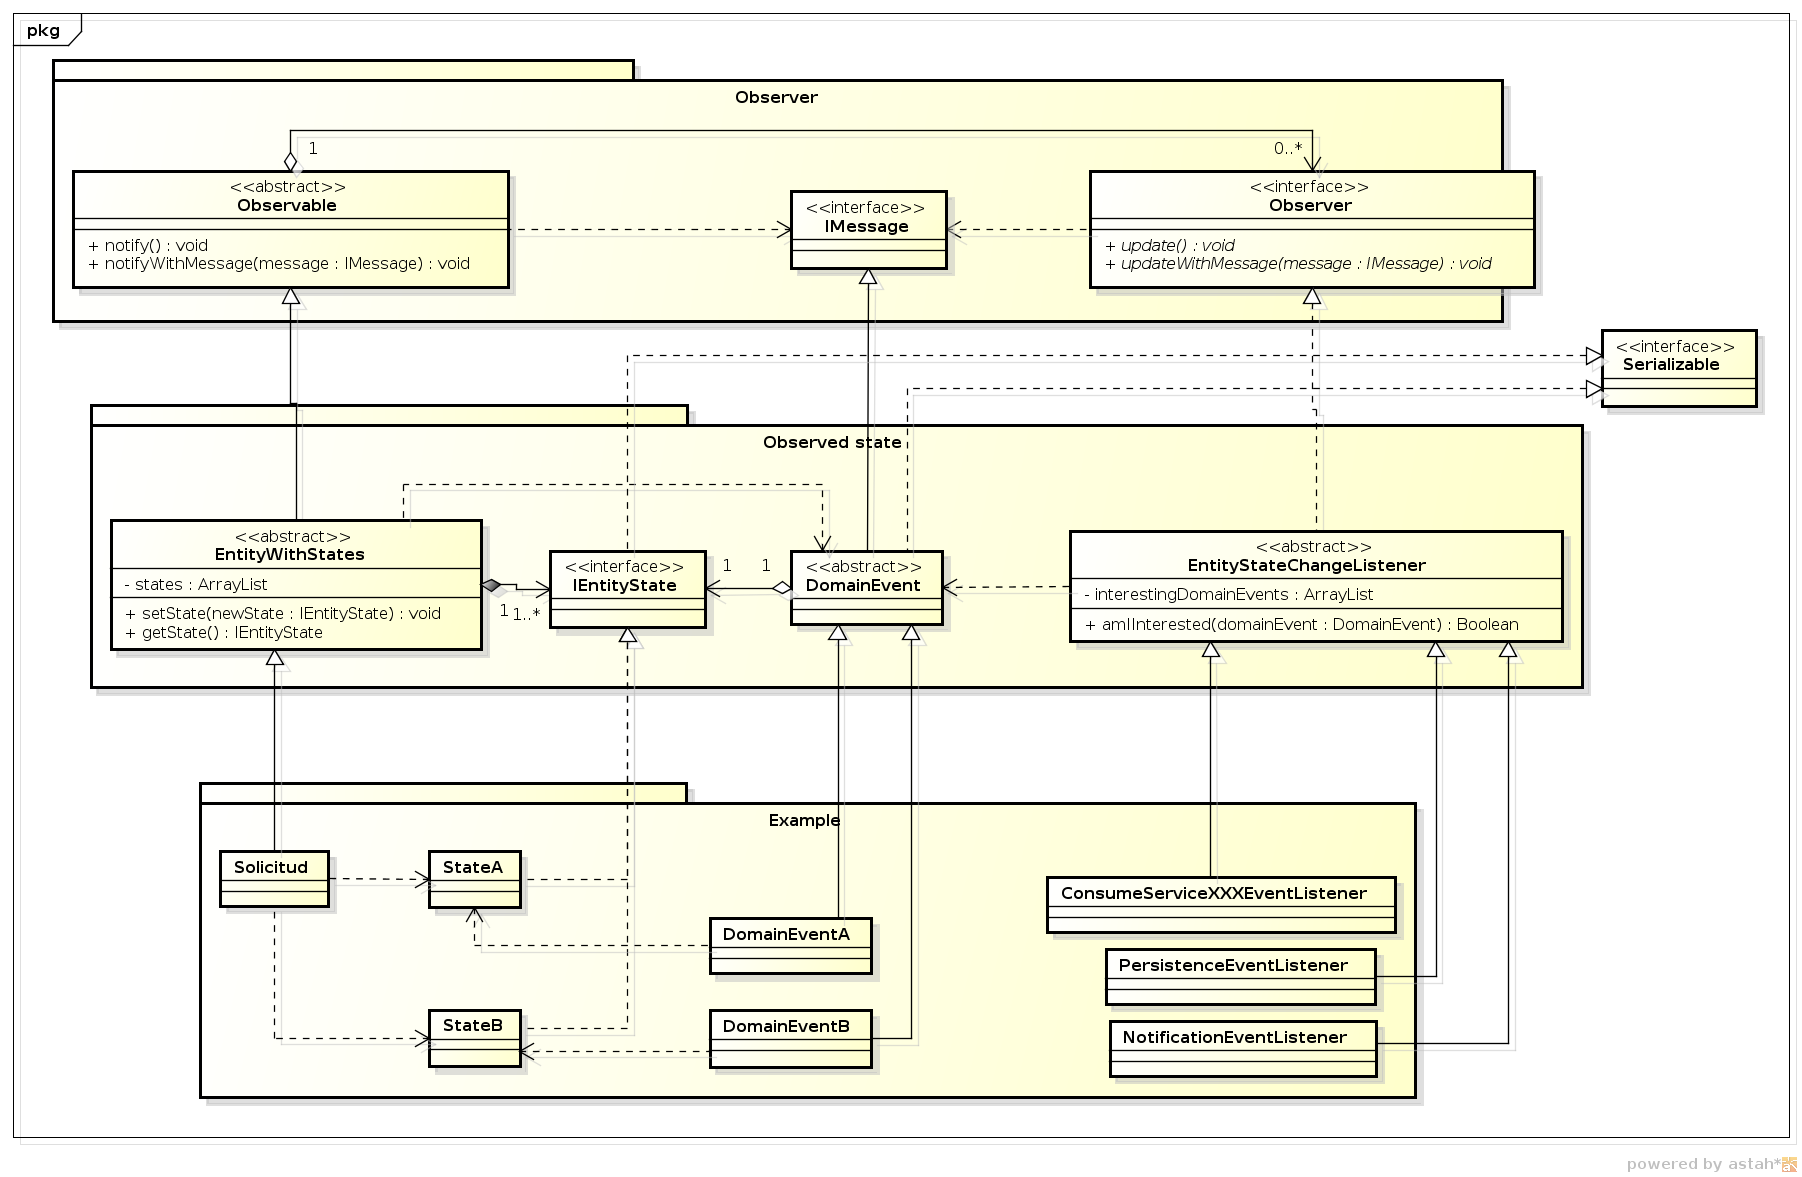 pkg
Observer
1
0..*
<<abstract>>
Observable
+ notify() : void
+ notifyWithMessage(message : IMessage) : void
<<interface>>
IMessage
<<interface>>
Observer
+ update() : void
+ updateWithMessage(message : IMessage) : void
<<interface>>
Serializable
Observed state
<<abstract>>
EntityWithStates
- states : ArrayList
+ setState(newState : IEntityState) : void
+ getState() : IEntityState
1
1..*
<<interface>>
IEntityState
1
1
<<abstract>>
DomainEvent
<<abstract>>
EntityStateChangeListener
- interestingDomainEvents : ArrayList
+ amIInterested(domainEvent : DomainEvent) : Boolean
Example
Solicitud
StateA
StateB
DomainEventA
DomainEventB
ConsumeServiceXXXEventListener
PersistenceEventListener
NotificationEventListener
powered by astah*